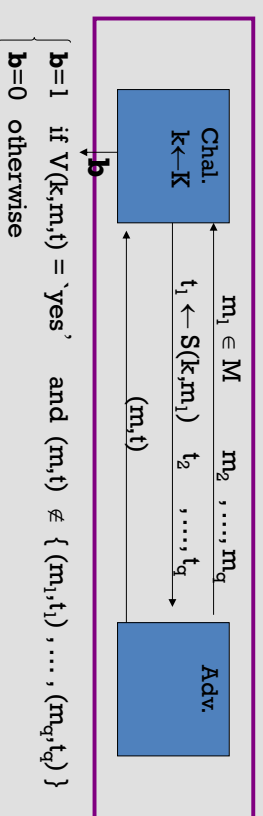 Chal.
k←K
Adv.
m₁ ∈ M m₂ ,…, m_q
t₁ ← S(k,m₁) t₂ ,…, t_q
(m,t)
b
b=1 if V(k,m,t) = `yes' and (m,t) ∉ { (m₁,t₁) , … , (m_q,t_q) }
b=0 otherwise